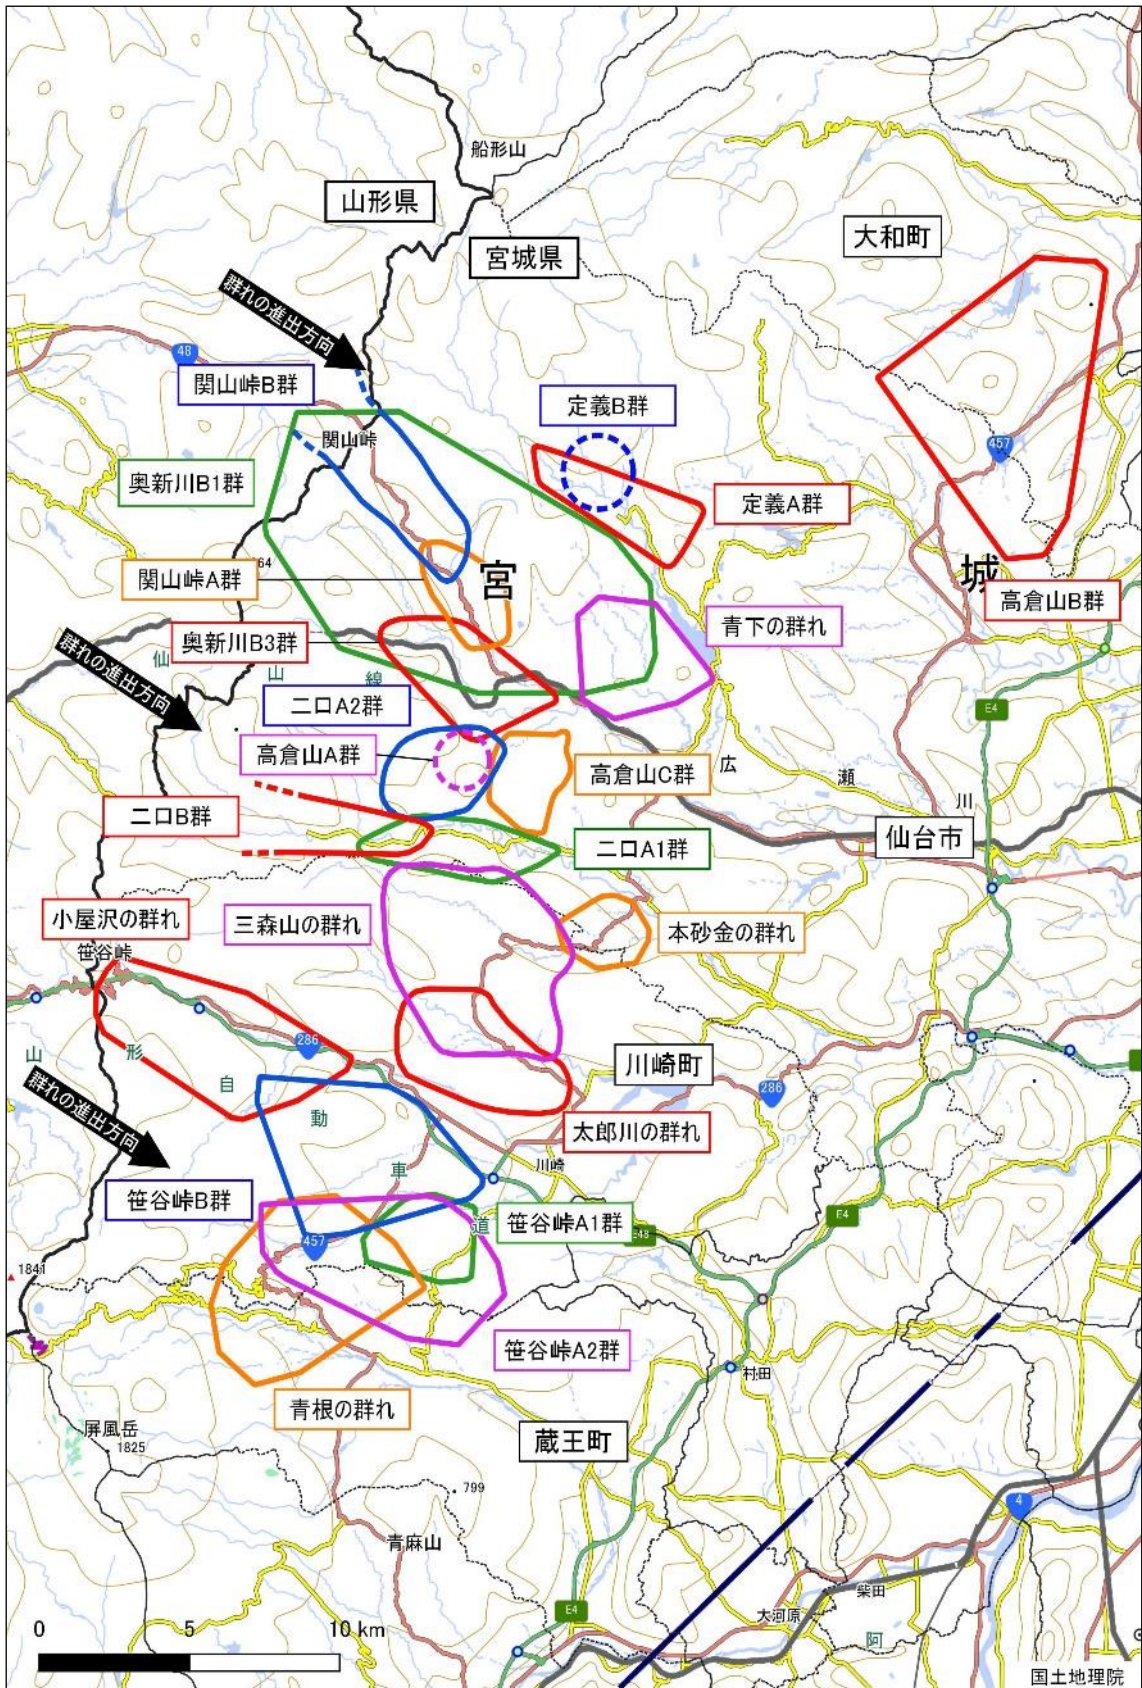 船形山
山形県
大和町
宮城県
群れの進出方向
48
関山峠B群
定義B群
関山峠
457
奥新川B1群
定義A群
64
宮
城
関山峠A群
高倉山B群
青下の群れ
奥新川B3群
仙
山
線
群れの進出方向
二口A2群
E4
高倉山A群
高倉山C群
広
瀬
川
二口B群
仙台市
二口A1群
小屋沢の群れ
三森山の群れ
本砂金の群れ
笹谷峠
286
山
形
自
動
車
道
川崎町
286
群れの進出方向
太郎川の群れ
川崎
笹谷峠B群
笹谷峠A1群
E4
E48
457
1841
笹谷峠A2群
村田
青根の群れ
屏風岳
1825
蔵王町
799
4
青麻山
柴田
E4
大河原
阿
0
5
10 km
国土地理院